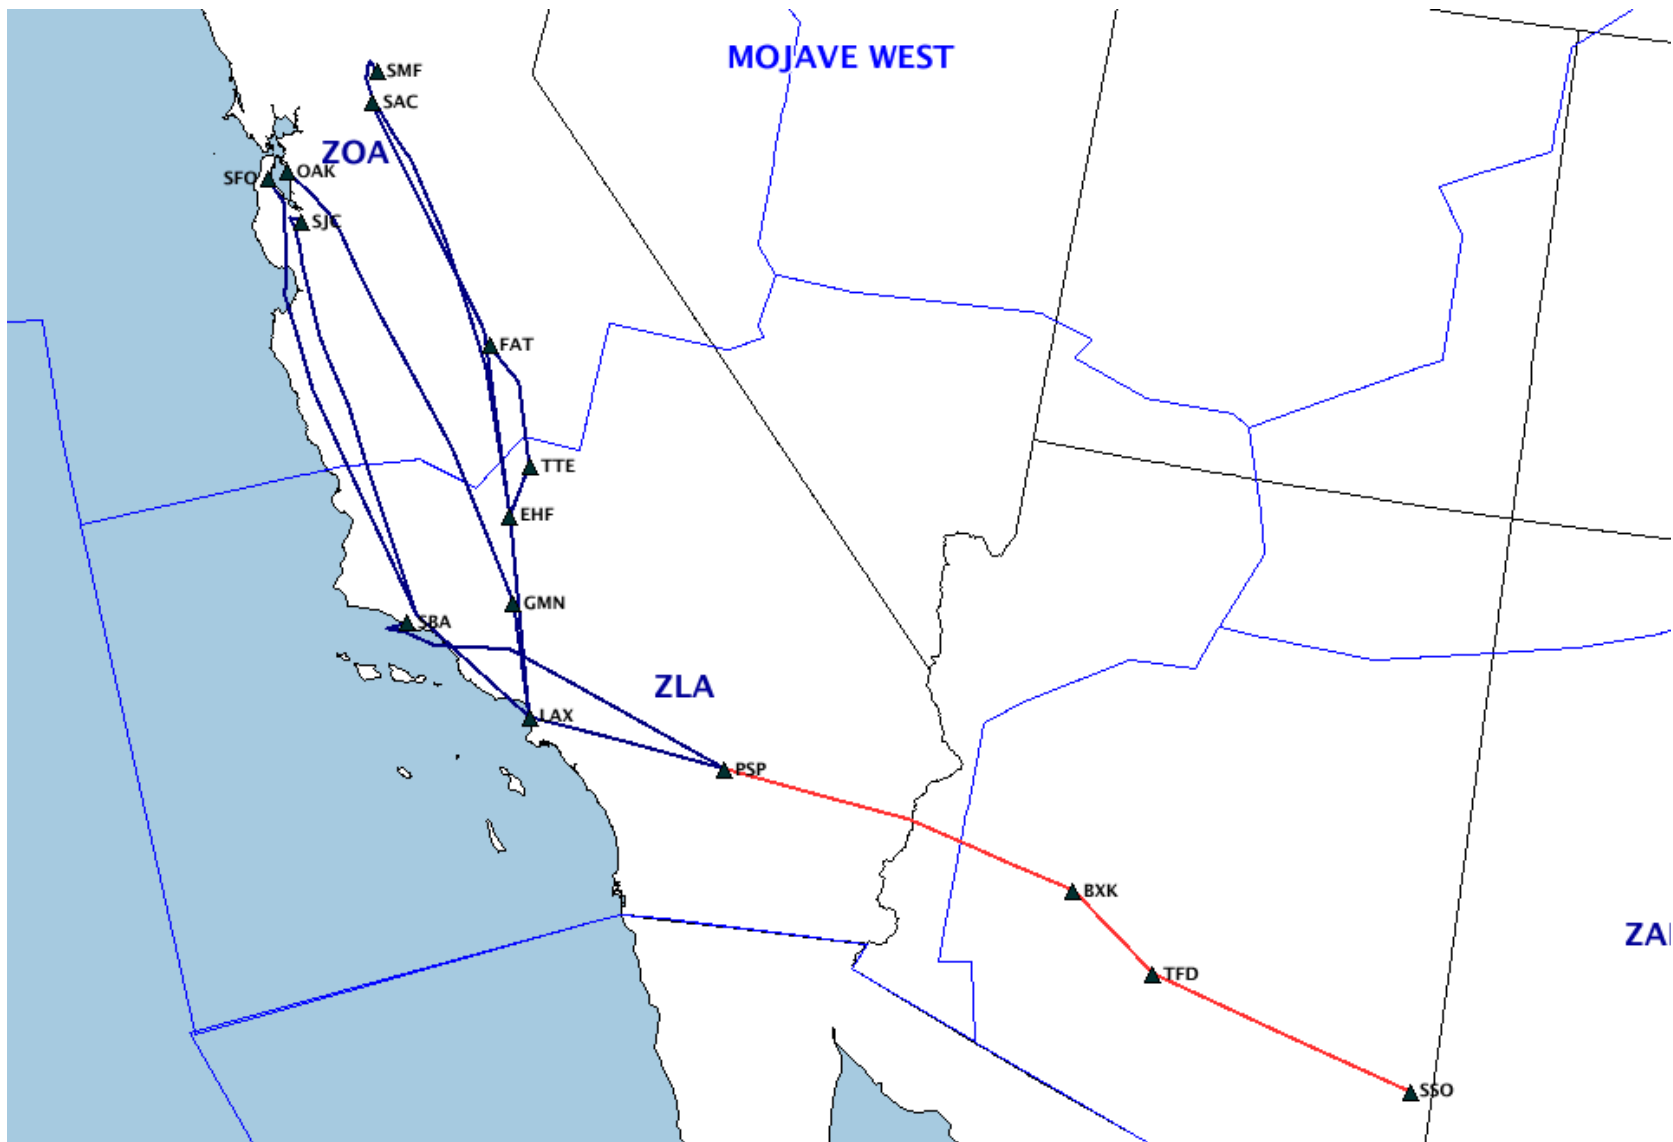 MOJAVE WEST
SMF
SAC
ZOA
OAK
SFO
SJC
FAT
TTE
EHF
GMN
SBA
ZLA
LAX
PSP
BXK
ZA
TFD
SSO